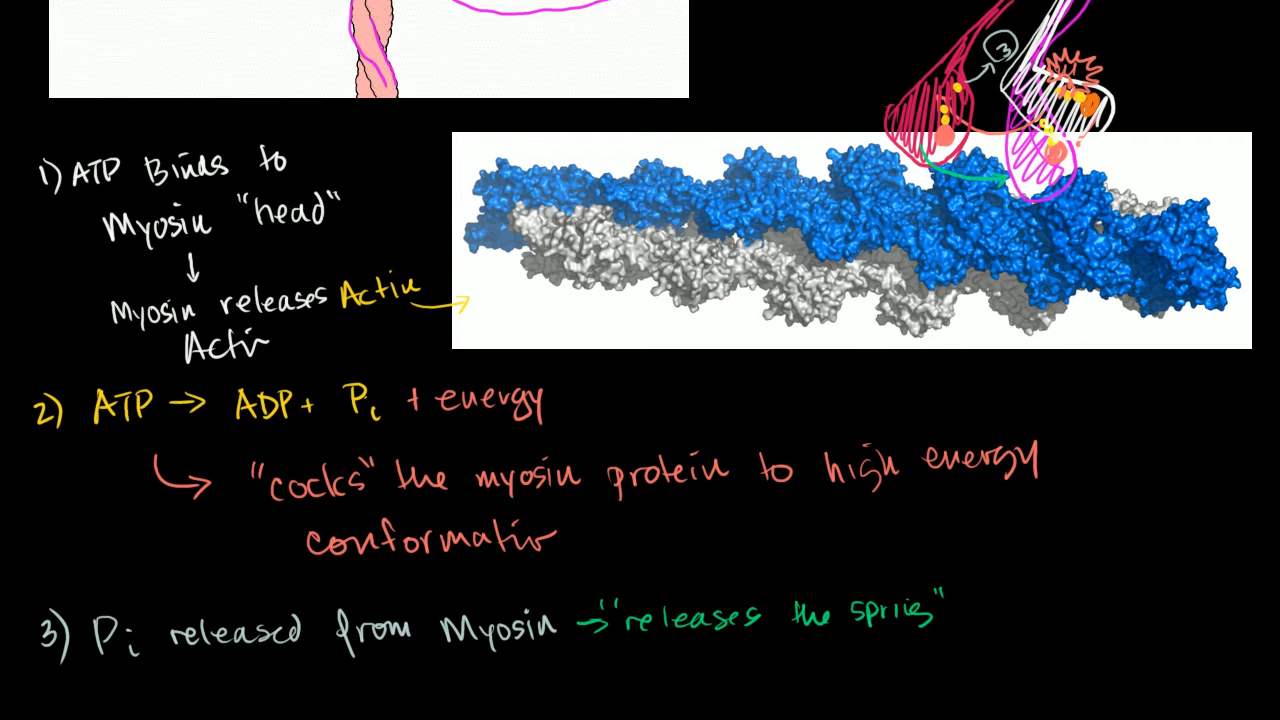 3
1) ATP Binds to
Myosin "head"
↓
Myosin releases Actin →
Actin
2) ATP → ADP + Pi + energy
↳ "cocks" the myosin protein to high energy
conformation
3) Pi released from Myosin → "releases the spring"